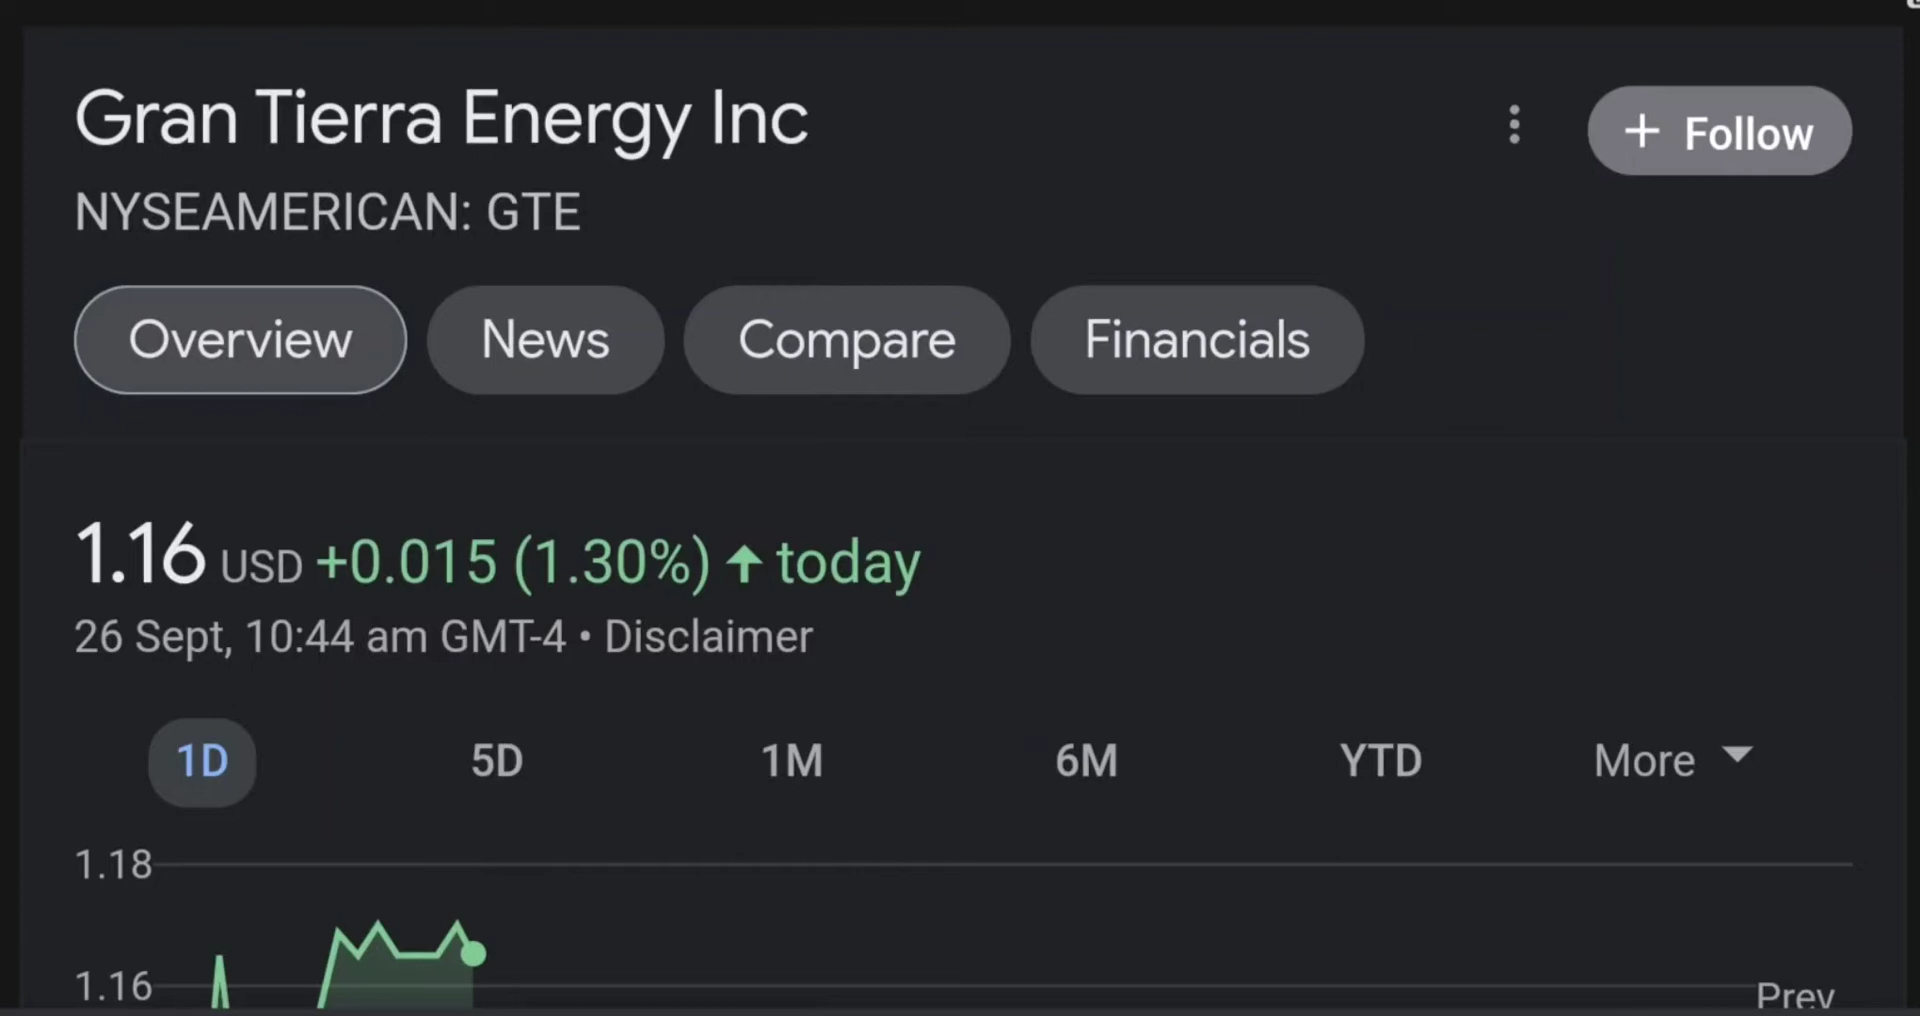 Gran Tierra Energy Inc
+ Follow
NYSEAMERICAN: GTE
Overview News Compare Financials
1.16 USD +0.015 (1.30%) ↑ today
26 Sept, 10:44 am GMT-4 • Disclaimer
1D 5D 1M 6M YTD More
1.18
1.16
Prev